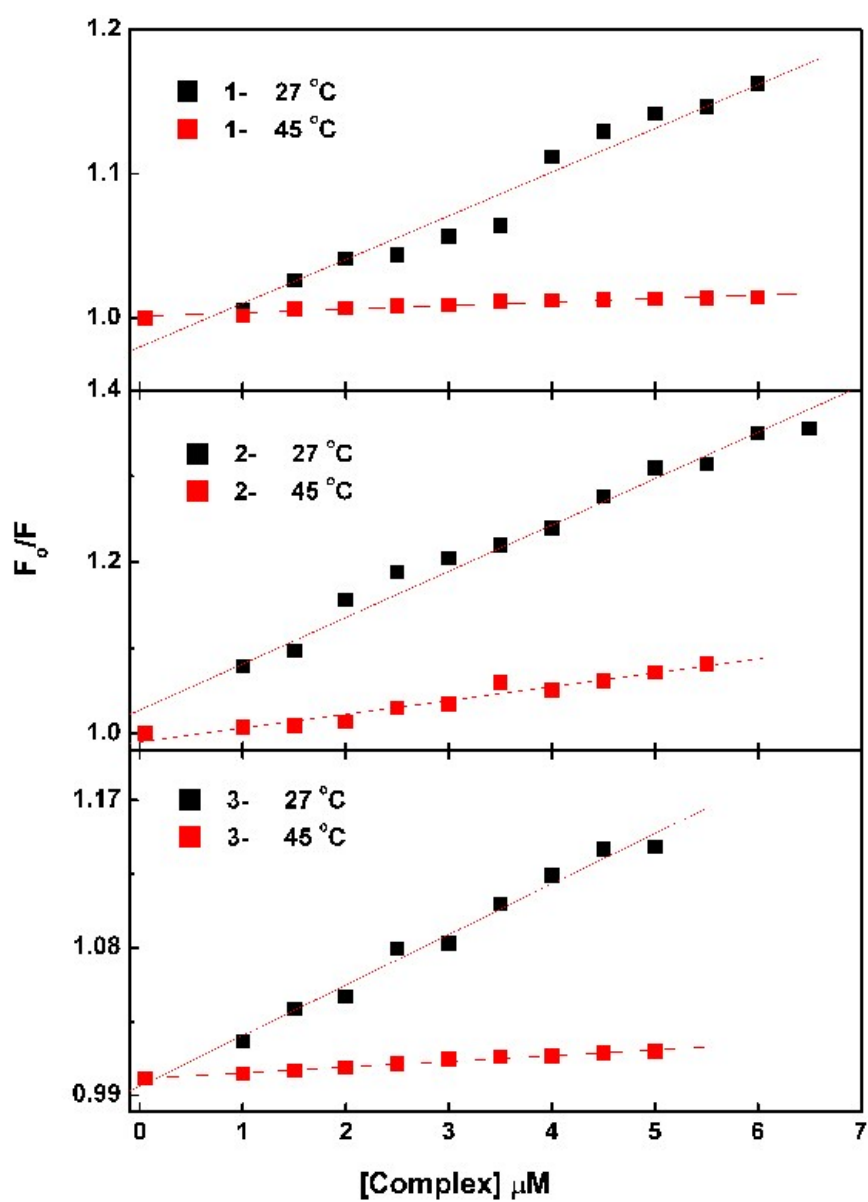 1.2
1- 27 °C
1- 45 °C
1.1
1.0
1.4
2- 27 °C
2- 45 °C
1.2
1.0
Fo/F
1.17
3- 27 °C
3- 45 °C
1.08
0.99
0 1 2 3 4 5 6 7
[Complex] µM